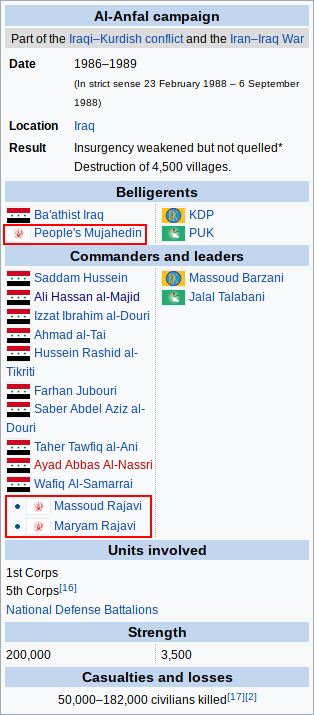 Al-Anfal campaign
Part of the Iraqi–Kurdish conflict and the Iran–Iraq War
Date 1986–1989
(In strict sense 23 February 1988 – 6 September
1988)
Location Iraq
Result Insurgency weakened but not quelled*
Destruction of 4,500 villages.
Belligerents
Ba'athist Iraq KDP
People's Mujahedin PUK
Commanders and leaders
Saddam Hussein Massoud Barzani
Ali Hassan al-Majid Jalal Talabani
Izzat Ibrahim al-Douri
Ahmad al-Tai
Hussein Rashid al-
Tikriti
Farhan Jubouri
Saber Abdel Aziz al-
Douri
Taher Tawfiq al-Ani
Ayad Abbas Al-Nassri
Wafiq Al-Samarrai
• Massoud Rajavi
• Maryam Rajavi
Units involved
1st Corps
5th Corps[16]
National Defense Battalions
Strength
200,000 3,500
Casualties and losses
50,000–182,000 civilians killed[17][2]